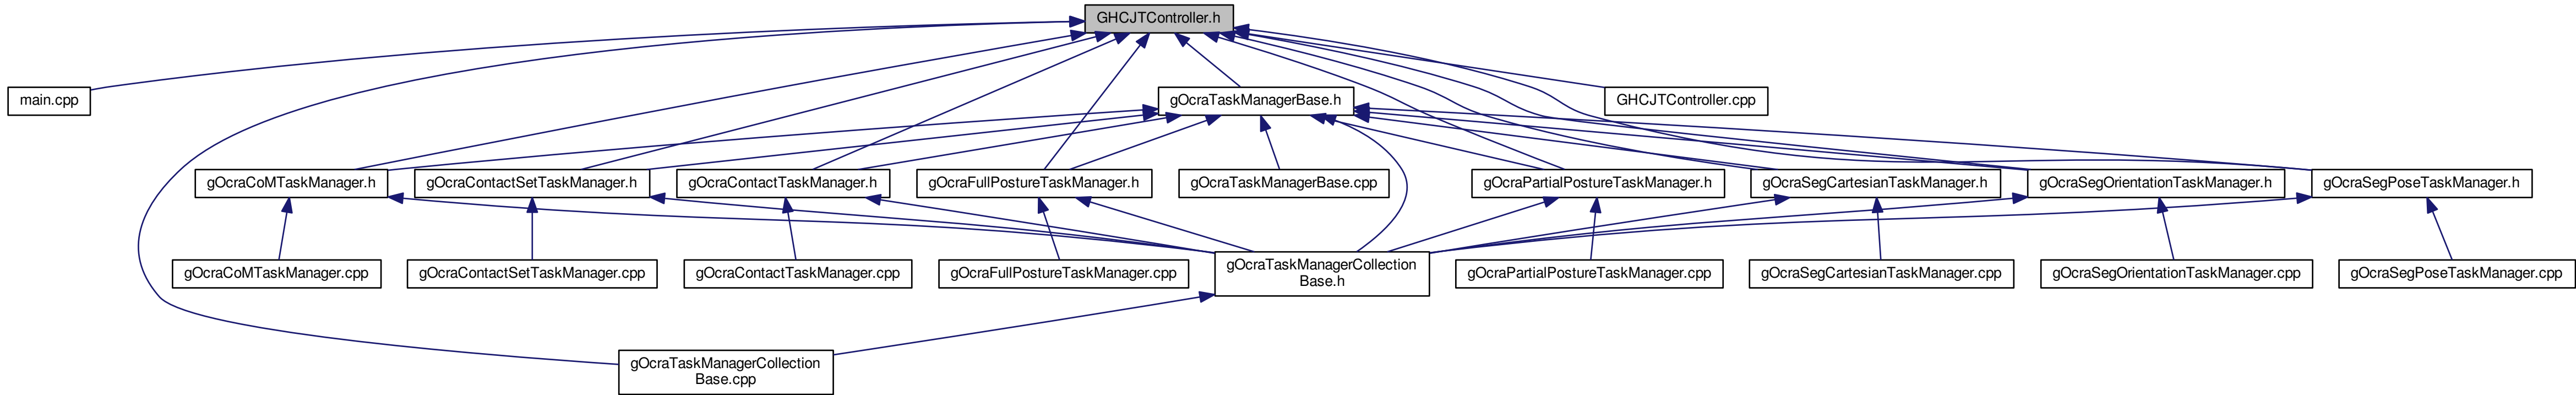 GHCJTController.h
main.cpp
gOcraTaskManagerBase.h
GHCJTController.cpp
gOcraCoMTaskManager.h
gOcraContactSetTaskManager.h
gOcraContactTaskManager.h
gOcraFullPostureTaskManager.h
gOcraTaskManagerBase.cpp
gOcraPartialPostureTaskManager.h
gOcraSegCartesianTaskManager.h
gOcraSegOrientationTaskManager.h
gOcraSegPoseTaskManager.h
gOcraCoMTaskManager.cpp
gOcraContactSetTaskManager.cpp
gOcraContactTaskManager.cpp
gOcraFullPostureTaskManager.cpp
gOcraTaskManagerCollection
Base.h
gOcraPartialPostureTaskManager.cpp
gOcraSegCartesianTaskManager.cpp
gOcraSegOrientationTaskManager.cpp
gOcraSegPoseTaskManager.cpp
gOcraTaskManagerCollection
Base.cpp